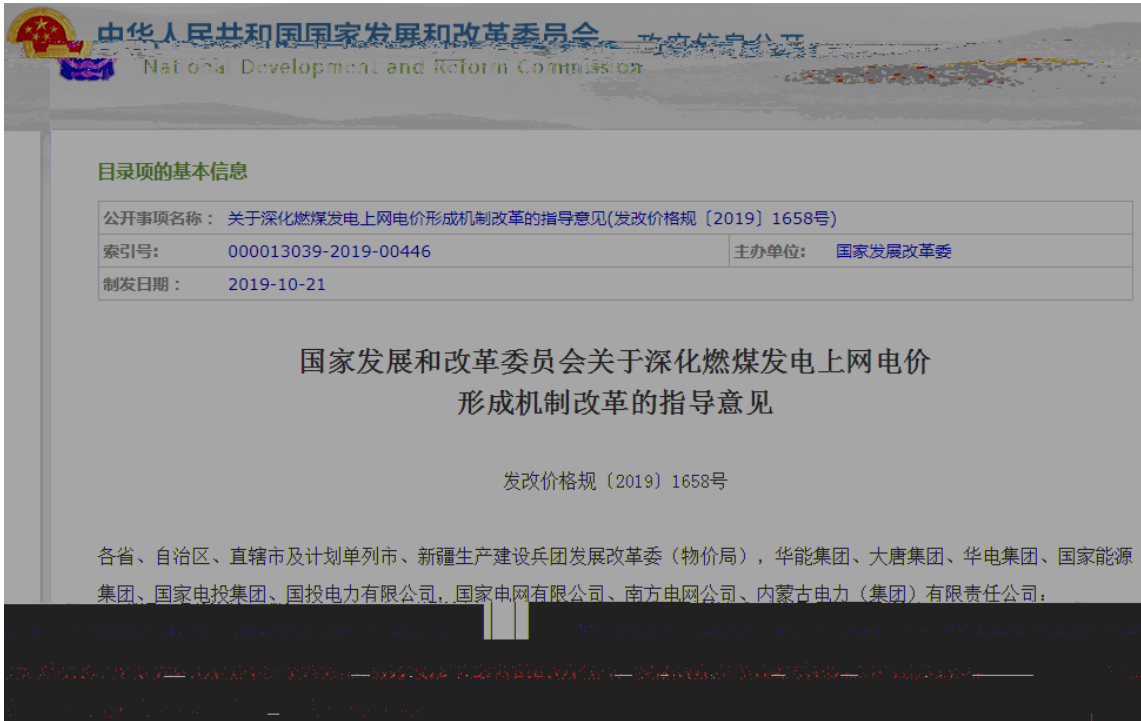 中华人民共和国国家发展和改革委员会 政府信息公开
National Development and Reform Commission
目录项的基本信息
公开事项名称： 关于深化燃煤发电上网电价形成机制改革的指导意见(发改价格规〔2019〕1658号)
索引号: 000013039-2019-00446 主办单位: 国家发展改革委
制发日期： 2019-10-21
国家发展和改革委员会关于深化燃煤发电上网电价
形成机制改革的指导意见
发改价格规〔2019〕1658号
各省、自治区、直辖市及计划单列市、新疆生产建设兵团发展改革委（物价局），华能集团、大唐集团、华电集团、国家能源
集团、国家电投集团、国投电力有限公司，国家电网有限公司、南方电网公司、内蒙古电力（集团）有限责任公司：